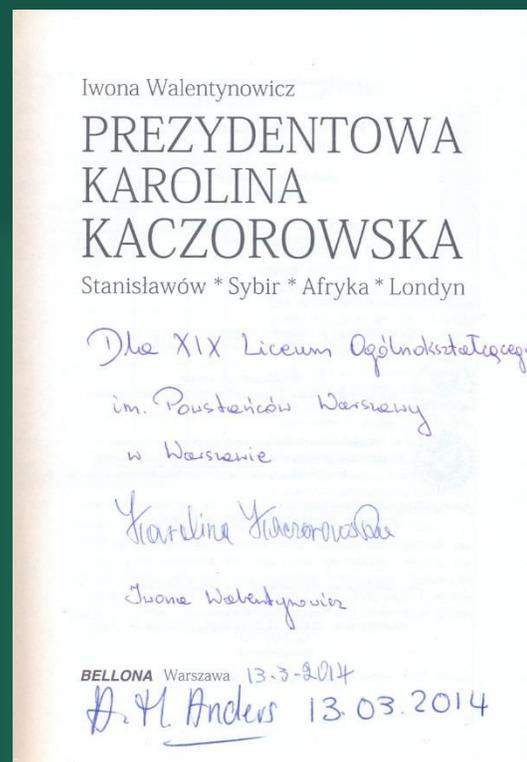 Iwona Walentynowicz
PREZYDENTOWA
KAROLINA
KACZOROWSKA
Stanisławów * Sybir * Afryka * Londyn
Dla XIX Liceum Ogólnokształcąceg
im. Powstańców Warszawy
w Warszawie
Karolina Kaczorowska
Iwona Walentynowicz
BELLONA Warszawa 13-3-2014
A. M. Anders 13.03.2014